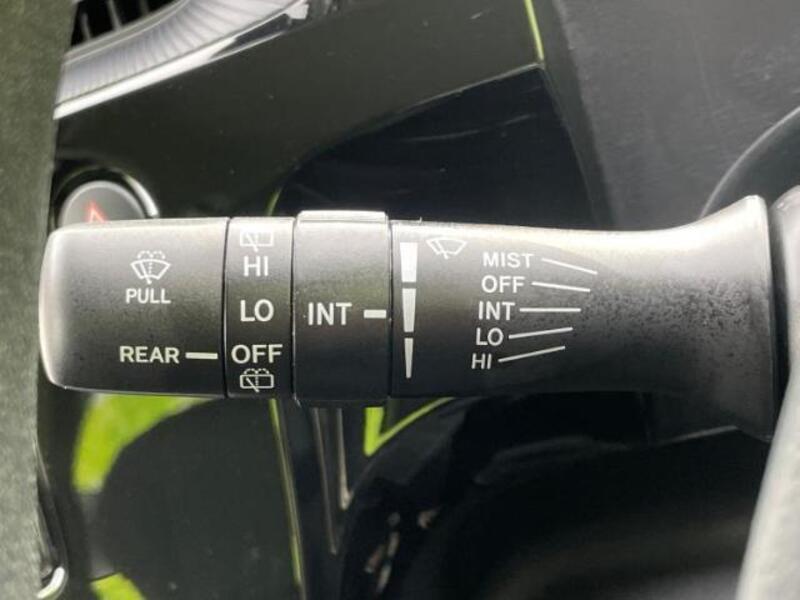 PULL
REAR
HI
LO
OFF
INT
MIST
OFF
INT
LO
HI